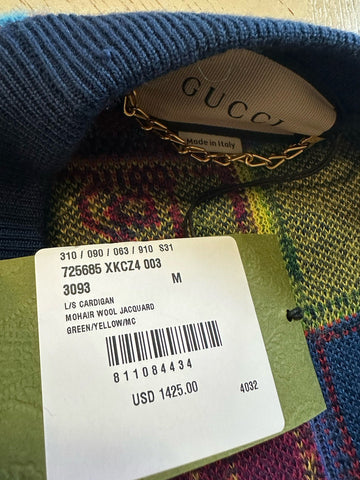 GUCCI
Made in Italy
310 / 090 / 063 / 910 S31
725685 XKCZ4 003
3093 M
L/S CARDIGAN
MOHAIR WOOL JACQUARD
GREEN/YELLOW/MC
811084434
USD 1425.00
4032